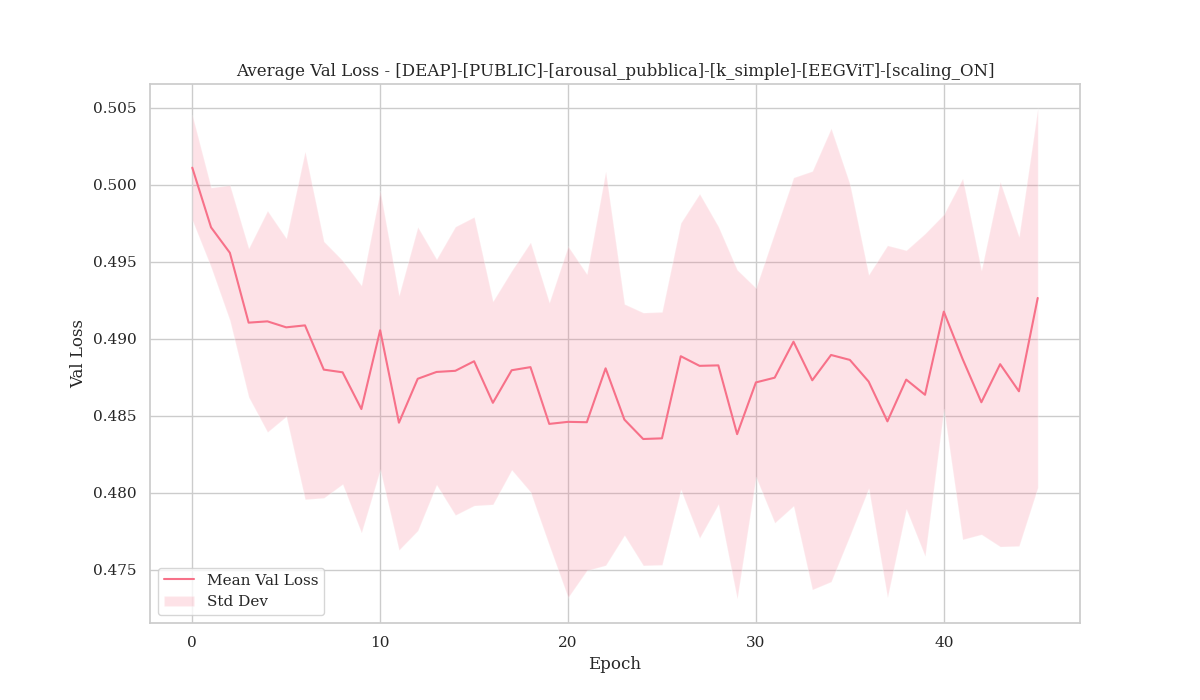 Average Val Loss - [DEAP]-[PUBLIC]-[arousal_pubblica]-[k_simple]-[EEGViT]-[scaling_ON]
0.505
0.500
0.495
0.490
0.485
0.480
0.475
Val Loss
Mean Val Loss
Std Dev
0 10 20 30 40
Epoch